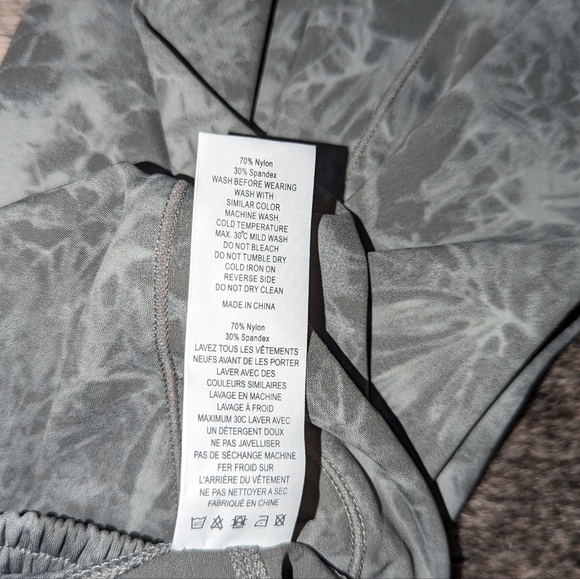 70% Nylon
30% Spandex
WASH BEFORE WEARING
WASH WITH
SIMILAR COLOR
MACHINE WASH,
COLD TEMPERATURE
MAX. 30°C MILD WASH
DO NOT BLEACH
DO NOT TUMBLE DRY
COLD IRON ON
REVERSE SIDE
DO NOT DRY CLEAN
MADE IN CHINA
70% Nylon
30% Spandex
LAVEZ TOUS LES VÊTEMENTS
NEUFS AVANT DE LES PORTER
LAVER AVEC DES
COULEURS SIMILAIRES
LAVAGE EN MACHINE
LAVAGE À FROID
MAXIMUM 30C LAVER AVEC
UN DÉTERGENT DOUX
NE PAS JAVELLISER
PAS DE SÉCHANGE MACHINE
FER FROID SUR
L'ARRIÈRE DU VÊTEMENT
NE PAS NETTOYER A SEC
FABRIQUÉ EN CHINE